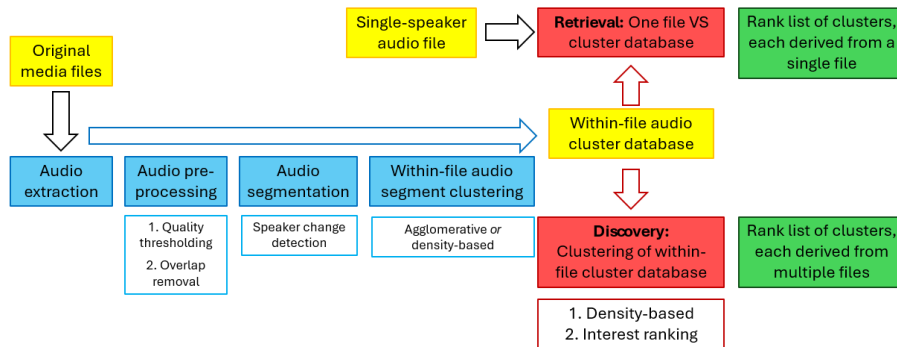 Original
media files
Single-speaker
audio file
Retrieval: One file VS
cluster database
Rank list of clusters,
each derived from a
single file
Within-file audio
cluster database
Audio
extraction
Audio pre-
processing
Audio
segmentation
Within-file audio
segment clustering
1. Quality
thresholding
2. Overlap
removal
Speaker change
detection
Agglomerative or
density-based
Discovery:
Clustering of within-
file cluster database
Rank list of clusters,
each derived from
multiple files
1. Density-based
2. Interest ranking